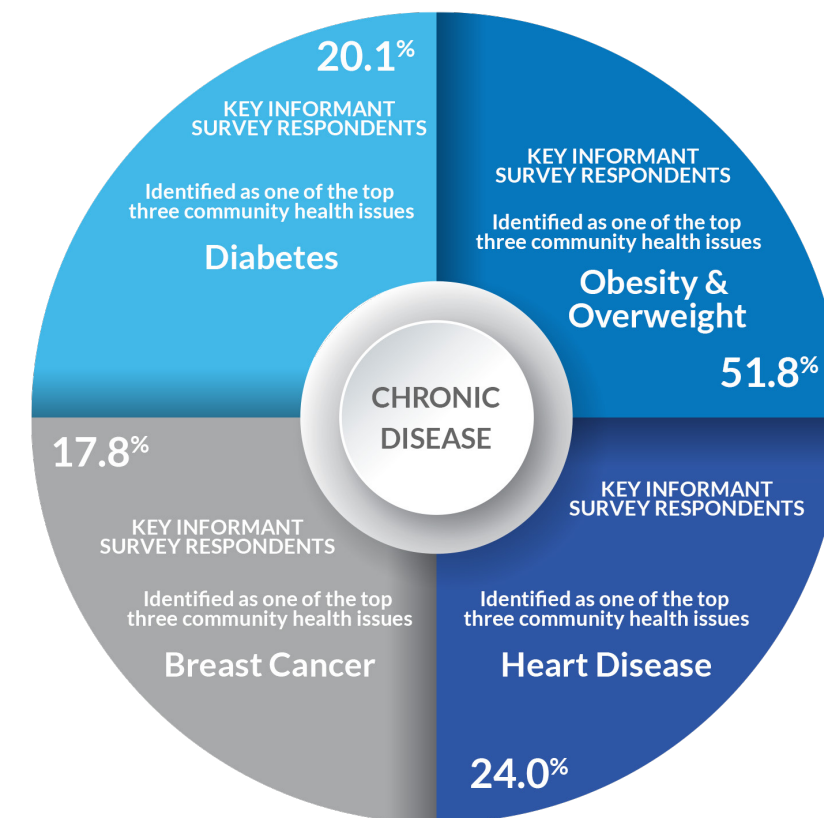 20.1%
KEY INFORMANT
SURVEY RESPONDENTS
Identified as one of the top
three community health issues
Diabetes
KEY INFORMANT
SURVEY RESPONDENTS
Identified as one of the top
three community health issues
Obesity &
Overweight
51.8%
CHRONIC
DISEASE
17.8%
KEY INFORMANT
SURVEY RESPONDENTS
Identified as one of the top
three community health issues
Breast Cancer
KEY INFORMANT
SURVEY RESPONDENTS
Identified as one of the top
three community health issues
Heart Disease
24.0%